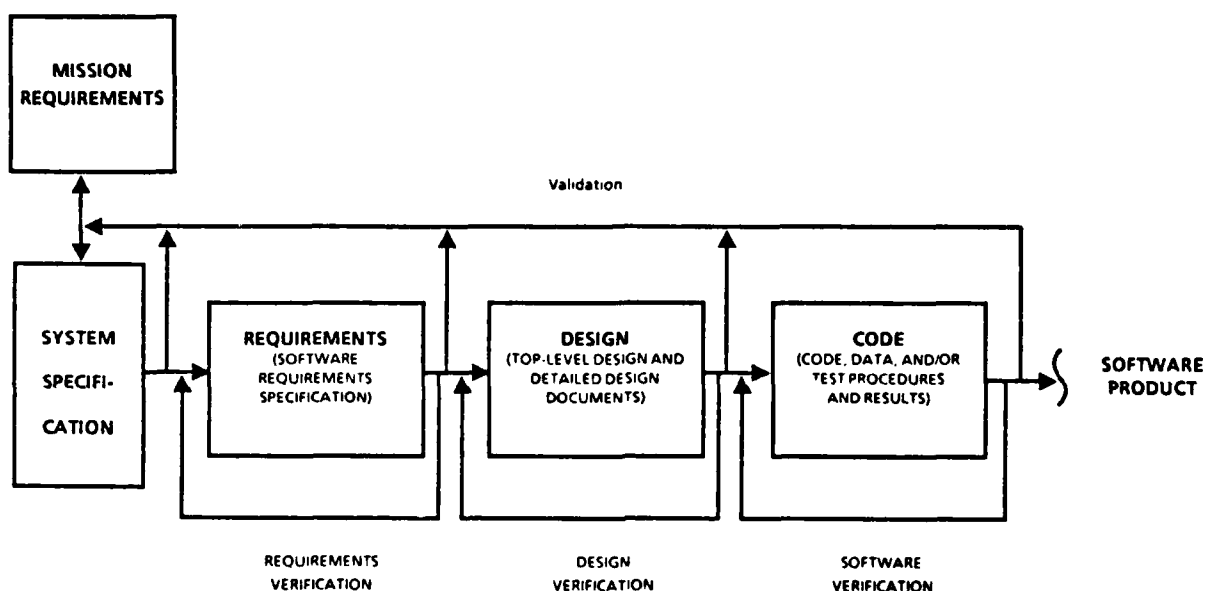 MISSION
REQUIREMENTS
Validation
SYSTEM
SPECIFI-
CATION
REQUIREMENTS
(SOFTWARE
REQUIREMENTS
SPECIFICATION)
DESIGN
(TOP-LEVEL DESIGN AND
DETAILED DESIGN
DOCUMENTS)
CODE
(CODE, DATA, AND/OR
TEST PROCEDURES
AND RESULTS)
SOFTWARE
PRODUCT
REQUIREMENTS
VERIFICATION
DESIGN
VERIFICATION
SOFTWARE
VERIFICATION